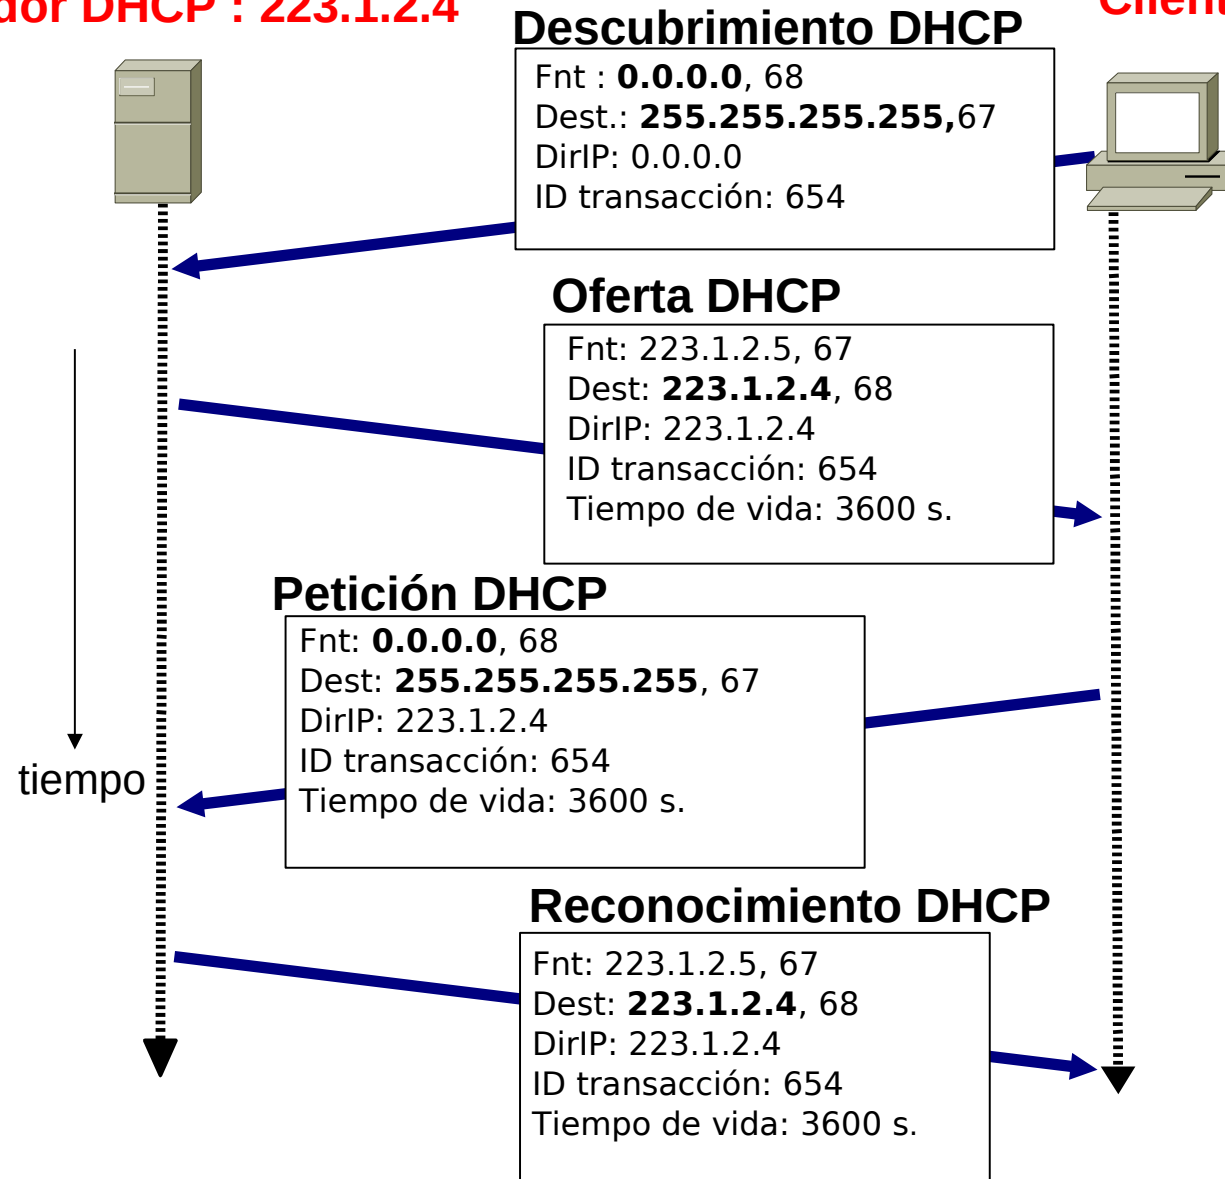 dor DHCP : 223.1.2.4
Client
Descubrimiento DHCP
Fnt : 0.0.0.0, 68
Dest.: 255.255.255.255,67
DirIP: 0.0.0.0
ID transacción: 654
Oferta DHCP
Fnt: 223.1.2.5, 67
Dest: 223.1.2.4, 68
DirIP: 223.1.2.4
ID transacción: 654
Tiempo de vida: 3600 s.
Petición DHCP
Fnt: 0.0.0.0, 68
Dest: 255.255.255.255, 67
DirIP: 223.1.2.4
ID transacción: 654
Tiempo de vida: 3600 s.
tiempo
Reconocimiento DHCP
Fnt: 223.1.2.5, 67
Dest: 223.1.2.4, 68
DirIP: 223.1.2.4
ID transacción: 654
Tiempo de vida: 3600 s.